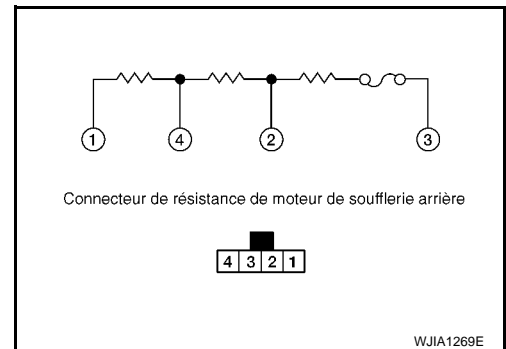 1 4 2 3
Connecteur de résistance de moteur de soufflerie arrière
4 3 2 1
WJIA1269E